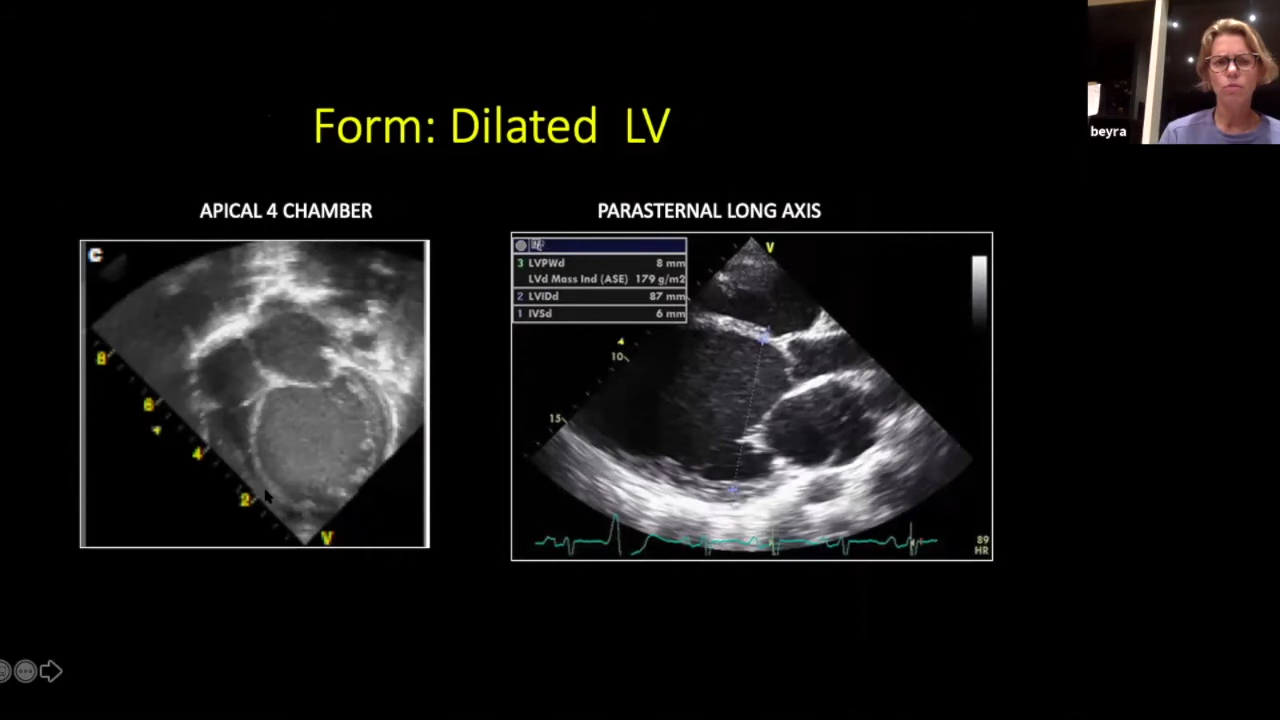 beyra
Form: Dilated LV
APICAL 4 CHAMBER
PARASTERNAL LONG AXIS
C
8
6
4
2
V
V
3 LVPWd 8 mm
LVd Mass Ind (ASE) 179 g/m2
2 LVIDd 87 mm
1 IVSd 6 mm
10
15
89
HR